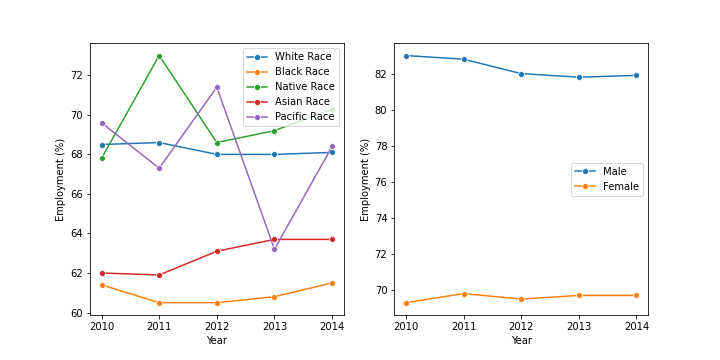 White Race
Black Race
Native Race
Asian Race
Pacific Race
72
70
68
66
64
62
60
Employment (%)
2010 2011 2012 2013 2014
Year
Male
Female
82
80
78
76
74
72
70
Employment (%)
2010 2011 2012 2013 2014
Year